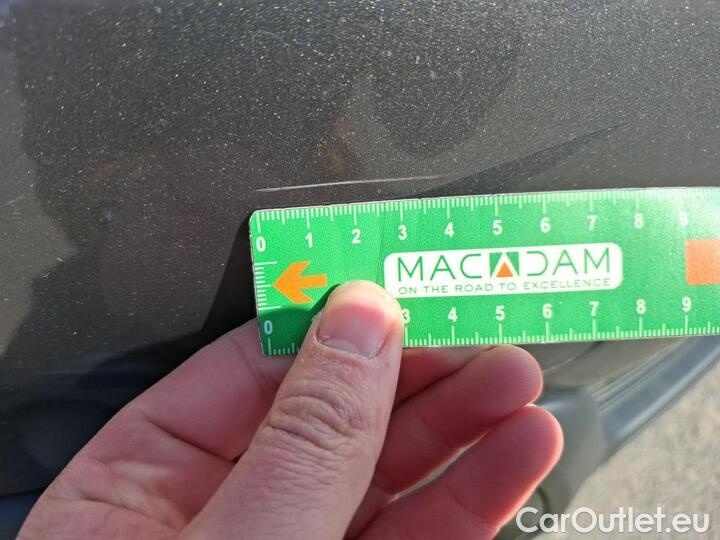 0 1 2 3 4 5 6 7 8 9
MACADAM
ON THE ROAD TO EXCELLENCE
0 3 4 5 6 7 8 9
CarOutlet.eu